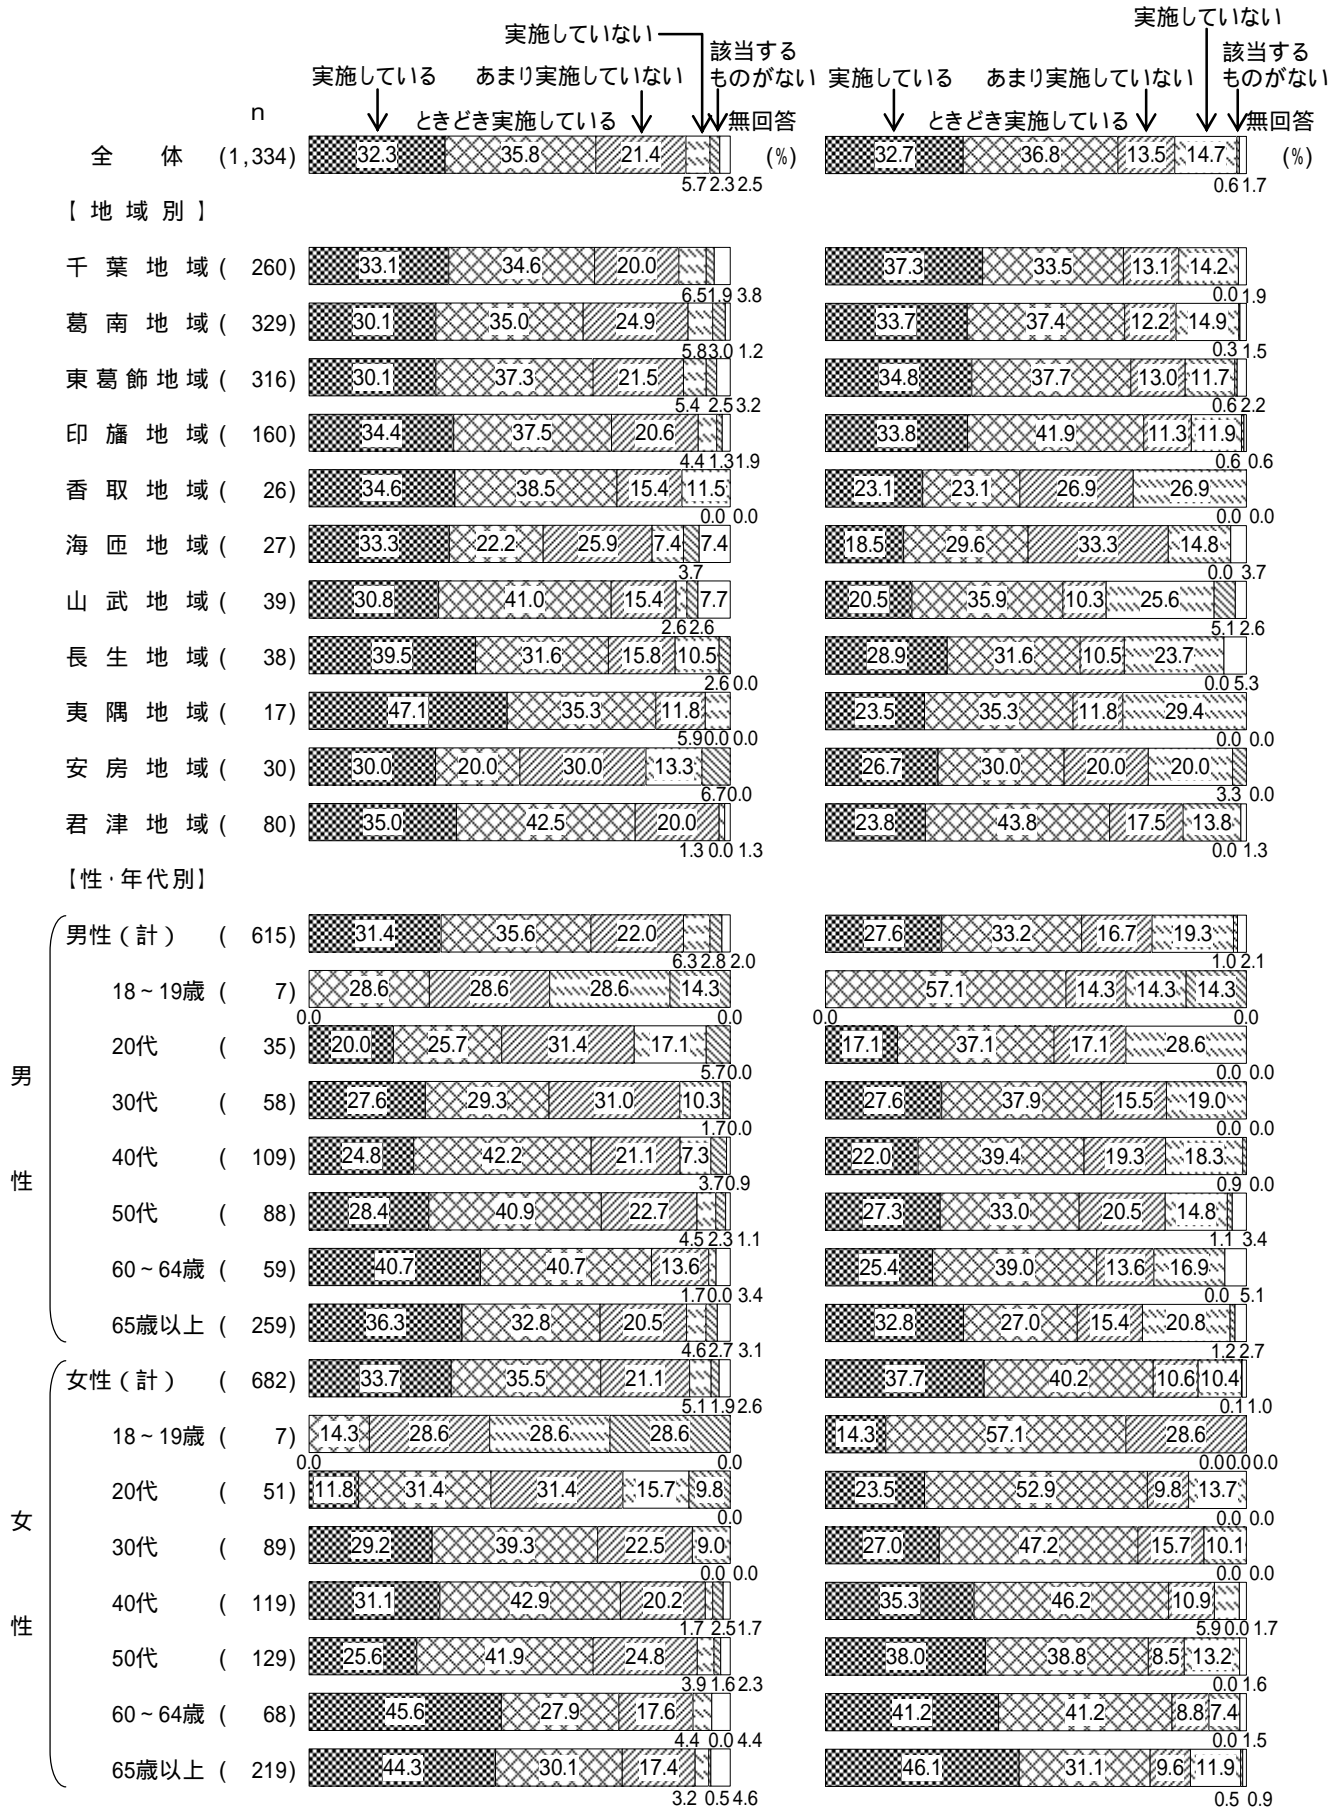 実施していない 実施していない
該当する 該当する
実施している あまり実施していない ものがない 実施している あまり実施していない ものがない
n ときどき実施している 無回答 ときどき実施している 無回答
全体 (1,334) 32.3 35.8 21.4 (%) 32.7 36.8 13.5 14.7 (%)
5.7 2.3 2.5 0.6 1.7
【地域別】
千葉地域 ( 260) 33.1 34.6 20.0 37.3 33.5 13.1 14.2
6.5 1.9 3.8 0.0 1.9
葛南地域 ( 329) 30.1 35.0 24.9 33.7 37.4 12.2 14.9
5.8 3.0 1.2 0.3 1.5
東葛飾地域 ( 316) 30.1 37.3 21.5 34.8 37.7 13.0 11.7
5.4 2.5 3.2 0.6 2.2
印旛地域 ( 160) 34.4 37.5 20.6 33.8 41.9 11.3 11.9
4.4 1.3 1.9 0.6 0.6
香取地域 ( 26) 34.6 38.5 15.4 11.5 23.1 23.1 26.9 26.9
0.0 0.0 0.0 0.0
海匝地域 ( 27) 33.3 22.2 25.9 7.4 7.4 18.5 29.6 33.3 14.8
3.7 0.0 3.7
山武地域 ( 39) 30.8 41.0 15.4 7.7 20.5 35.9 10.3 25.6
2.6 2.6 5.1 2.6
長生地域 ( 38) 39.5 31.6 15.8 10.5 28.9 31.6 10.5 23.7
2.6 0.0 0.0 5.3
夷隅地域 ( 17) 47.1 35.3 11.8 23.5 35.3 11.8 29.4
5.9 0.0 0.0 0.0 0.0
安房地域 ( 30) 30.0 20.0 30.0 13.3 26.7 30.0 20.0 20.0
6.7 0.0 3.3 0.0
君津地域 ( 80) 35.0 42.5 20.0 23.8 43.8 17.5 13.8
1.3 0.0 1.3 0.0 1.3
【性・年代別】
男性(計) ( 615) 31.4 35.6 22.0 27.6 33.2 16.7 19.3
6.3 2.8 2.0 1.0 2.1
18~19歳 ( 7) 28.6 28.6 28.6 14.3 57.1 14.3 14.3 14.3
0.0 0.0 0.0 0.0
20代 ( 35) 20.0 25.7 31.4 17.1 17.1 37.1 17.1 28.6
5.7 0.0 0.0 0.0
男
30代 ( 58) 27.6 29.3 31.0 10.3 27.6 37.9 15.5 19.0
1.7 0.0 0.0 0.0
40代 ( 109) 24.8 42.2 21.1 7.3 22.0 39.4 19.3 18.3
性
3.7 0.9 0.9 0.0
50代 ( 88) 28.4 40.9 22.7 27.3 33.0 20.5 14.8
4.5 2.3 1.1 1.1 3.4
60~64歳 ( 59) 40.7 40.7 13.6 25.4 39.0 13.6 16.9
1.7 0.0 3.4 0.0 5.1
65歳以上 ( 259) 36.3 32.8 20.5 32.8 27.0 15.4 20.8
4.6 2.7 3.1 1.2 2.7
女性(計) ( 682) 33.7 35.5 21.1 37.7 40.2 10.6 10.4
5.1 1.9 2.6 0.1 1.0
18~19歳 ( 7) 14.3 28.6 28.6 28.6 14.3 57.1 28.6
0.0 0.0 0.0 0.0 0.0
20代 ( 51) 11.8 31.4 31.4 15.7 9.8 23.5 52.9 9.8 13.7
0.0 0.0 0.0
女
30代 ( 89) 29.2 39.3 22.5 9.0 27.0 47.2 15.7 10.1
0.0 0.0 0.0 0.0
40代 ( 119) 31.1 42.9 20.2 35.3 46.2 10.9
性
1.7 2.5 1.7 5.9 0.0 1.7
50代 ( 129) 25.6 41.9 24.8 38.0 38.8 8.5 13.2
3.9 1.6 2.3 0.0 1.6
60~64歳 ( 68) 45.6 27.9 17.6 41.2 41.2 8.8 7.4
4.4 0.0 4.4 0.0 1.5
65歳以上 ( 219) 44.3 30.1 17.4 46.1 31.1 9.6 11.9
3.2 0.5 4.6 0.5 0.9